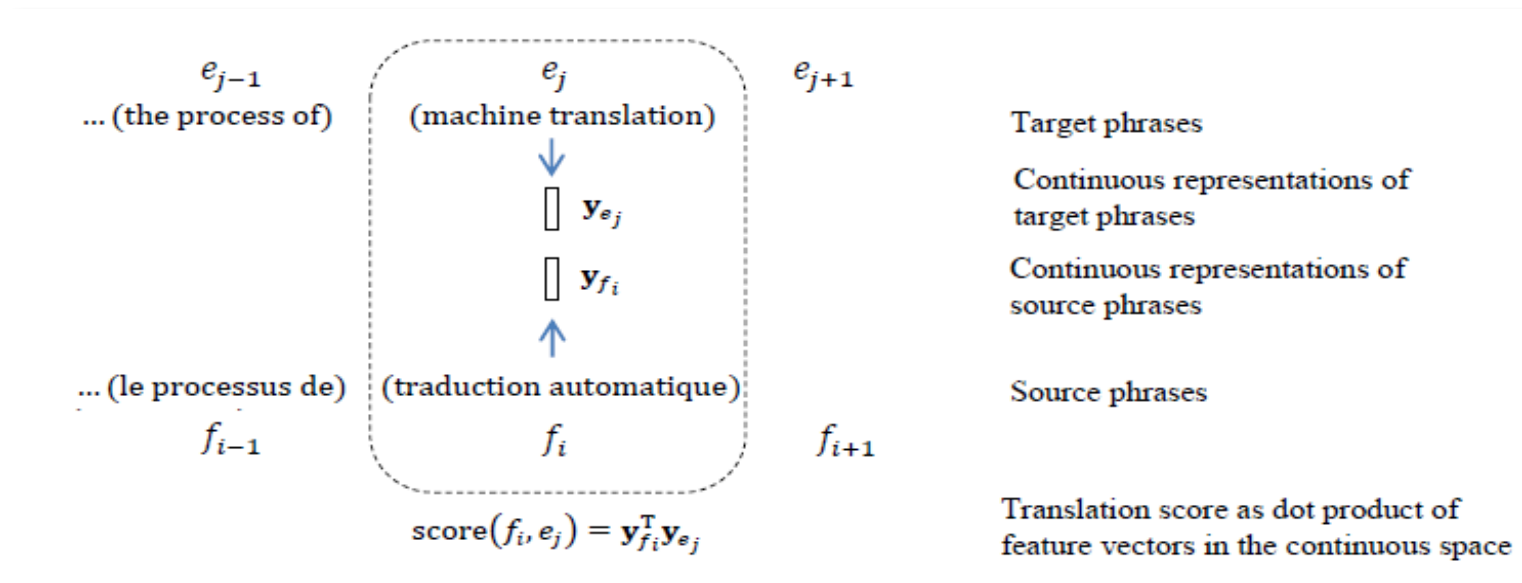 e_{j−1} e_j e_{j+1}
... (the process of) (machine translation) Target phrases
Continuous representations of
target phrases
y_{e_j}
Continuous representations of
source phrases
y_{f_i}
... (le processus de) (traduction automatique) Source phrases
f_{i−1} f_i f_{i+1}
score(f_i, e_j) = y_{f_i}^T y_{e_j}
Translation score as dot product of
feature vectors in the continuous space